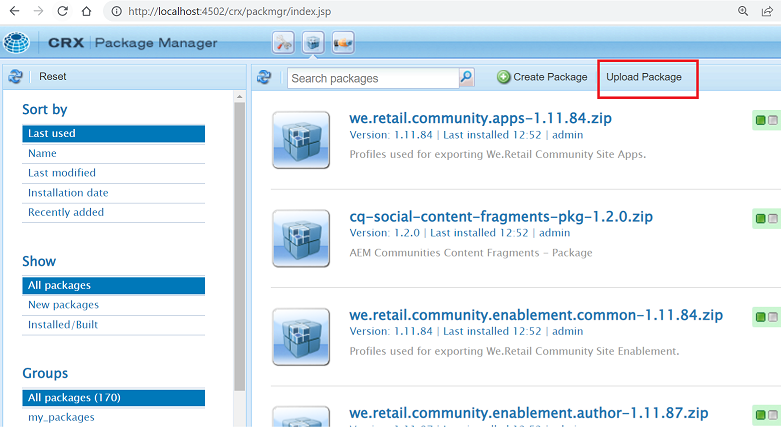 http://localhost:4502/crx/packmgr/index.jsp
CRX Package Manager
Reset
Search packages
Create Package
Upload Package
Sort by
Last used
Name
Last modified
Installation date
Recently added
Show
All packages
New packages
Installed/Built
Groups
All packages (170)
my_packages
we.retail.community.apps-1.11.84.zip
Version: 1.11.84 | Last installed 12:52 | admin
Profiles used for exporting We.Retail Community Site Apps.
cq-social-content-fragments-pkg-1.2.0.zip
Version: 1.2.0 | Last installed 12:52 | admin
AEM Communities Content Fragments - Package
we.retail.community.enablement.common-1.11.84.zip
Version: 1.11.84 | Last installed 12:52 | admin
Profiles used for exporting We.Retail Community Site Enablement.
we.retail.community.enablement.author-1.11.87.zip